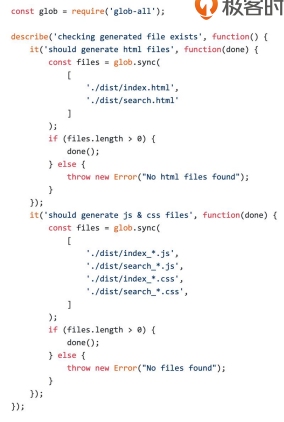 极客时
const glob = require('glob-all');
describe('checking generated file exists', function() {
    it('should generate html files', function(done) {
        const files = glob.sync(
            [
                './dist/index.html',
                './dist/search.html'
            ]
        );
        if (files.length > 0) {
            done();
        } else {
            throw new Error("No html files found");
        }
    });
    it('should generate js & css files', function(done) {
        const files = glob.sync(
            [
                './dist/index_*.js',
                './dist/search_*.js',
                './dist/index_*.css',
                './dist/search_*.css',
            ]
        );
        if (files.length > 0) {
            done();
        } else {
            throw new Error("No files found");
        }
    });
});